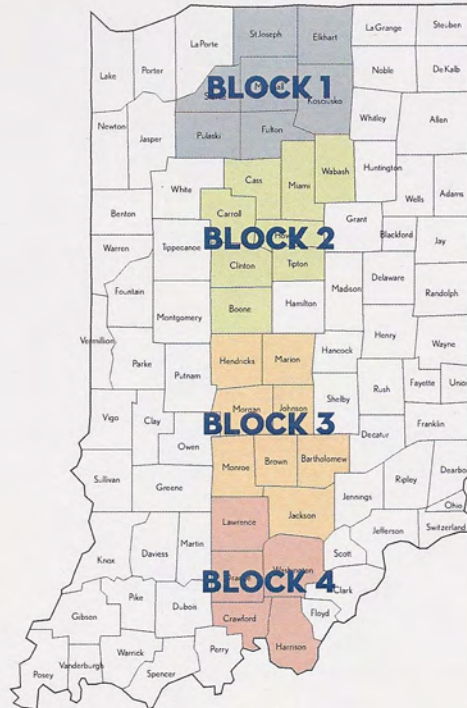 Steuben
La Grange
Elkhart
St Joseph
La Porte
Porter
Lake
Noble
De Kalb
BLOCK 1
Kosciusko
Newton
Jasper
Pulaski
Fulton
Whitley
Allen
White
Cass
Miami
Wabash
Huntington
Wells
Adams
Benton
Carroll
Grant
Blackford
Jay
Warren
Tippecanoe
BLOCK 2
Clinton
Tipton
Madison
Delaware
Randolph
Fountain
Montgomery
Boone
Hamilton
Vermillion
Parke
Putnam
Hendricks
Marion
Hancock
Henry
Wayne
Vigo
Clay
Owen
Morgan
Johnson
Shelby
Rush
Fayette
Unio
BLOCK 3
Decatur
Franklin
Sullivan
Greene
Monroe
Brown
Bartholomew
Jennings
Ripley
Dearbo
Ohio
Lawrence
Jackson
Jefferson
Switzerland
Knox
Daviess
Martin
Washington
Scott
BLOCK 4
Clark
Gibson
Pike
Dubois
Crawford
Harrison
Floyd
Posey
Vanderburgh
Warrick
Spencer
Perry